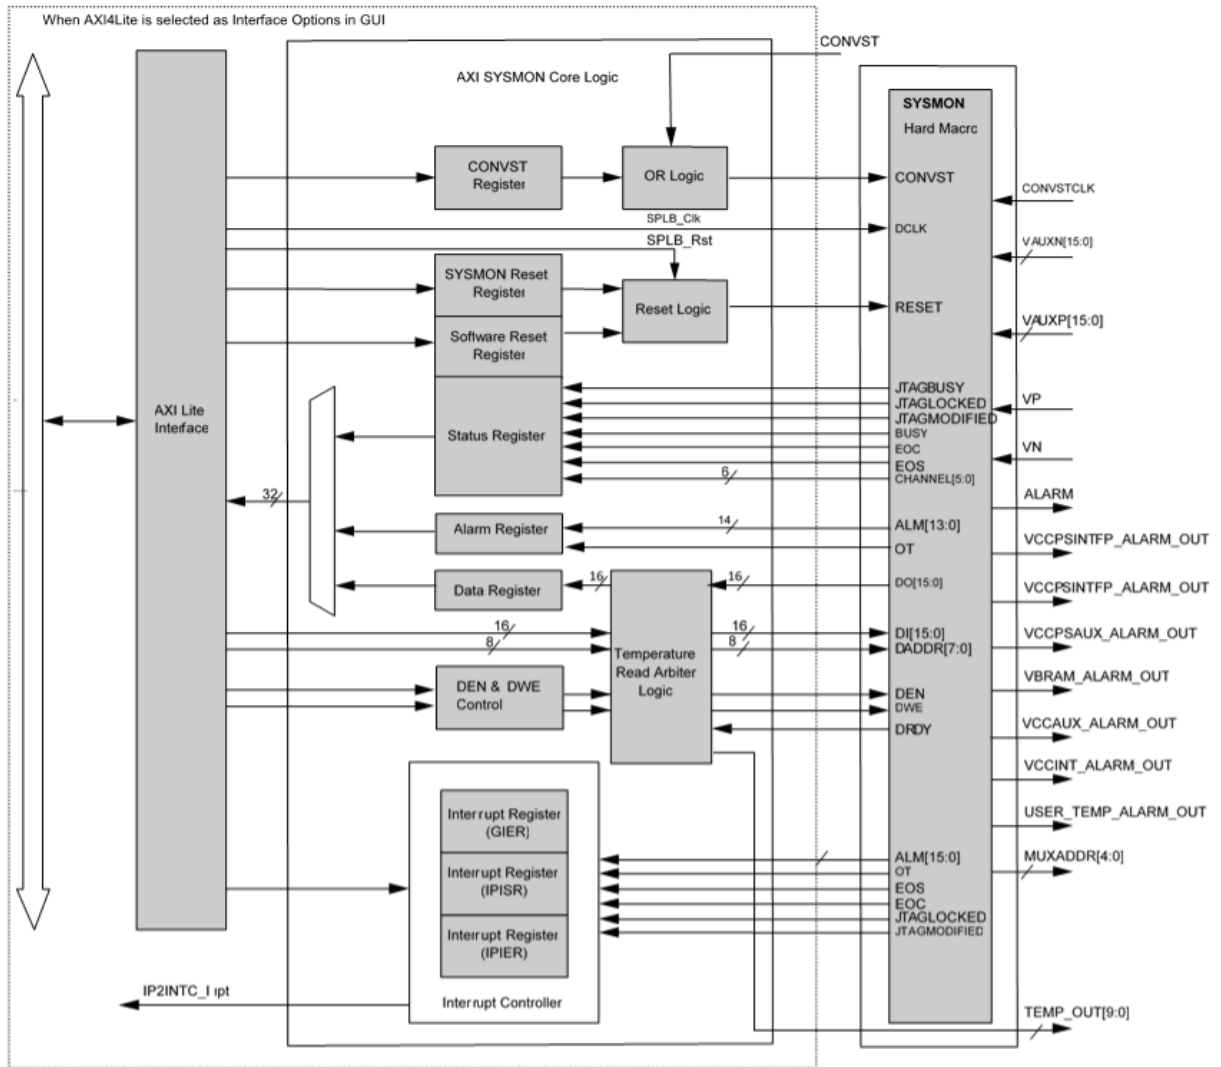 When AXI4Lite is selected as Interface Options in GUI
CONVST
AXI SYSMON Core Logic
SYSMON
Hard Macro
CONVST
Register
OR Logic
CONVST
CONVSTCLK
SPLB_Clk
DCLK
SPLB_Rst
VAUXN[15:0]
SYSMON Reset
Register
Reset Logic
RESET
VAUXP[15:0]
Software Reset
Register
AXI Lite
Interface
Status Register
JTAGBUSY
JTAGLOCKED
JTAGMODIFIED
BUSY
EOC
EOS
6
CHANNEL[5:0]
VP
VN
32
ALARM
Alarm Register
14
ALM[13:0]
OT
VCCPSINTFP_ALARM_OUT
Data Register
16
16
DO[15:0]
VCCPSINTFP_ALARM_OUT
16
8
Temperature
Read Arbiter
Logic
16
8
DI[15:0]
DADDR[7:0]
VCCPSAUX_ALARM_OUT
DEN & DWE
Control
DEN
DWE
DRDY
VBRAM_ALARM_OUT
VCCAUX_ALARM_OUT
VCCINT_ALARM_OUT
USER_TEMP_ALARM_OUT
MUXADDR[4:0]
Interrupt Register
(GIER)
Interrupt Register
(IPISR)
Interrupt Register
(IPIER)
Interrupt Controller
ALM[15:0]
OT
EOS
EOC
JTAGLOCKED
JTAGMODIFIED
IP2INTC_I ıpt
TEMP_OUT[9:0]